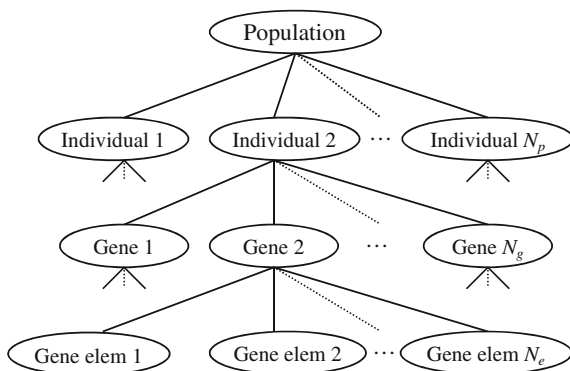 Population
Individual 1 Individual 2 ... Individual Nₚ
Gene 1 Gene 2 ... Gene N_g
Gene elem 1 Gene elem 2 ... Gene elem Nₑ